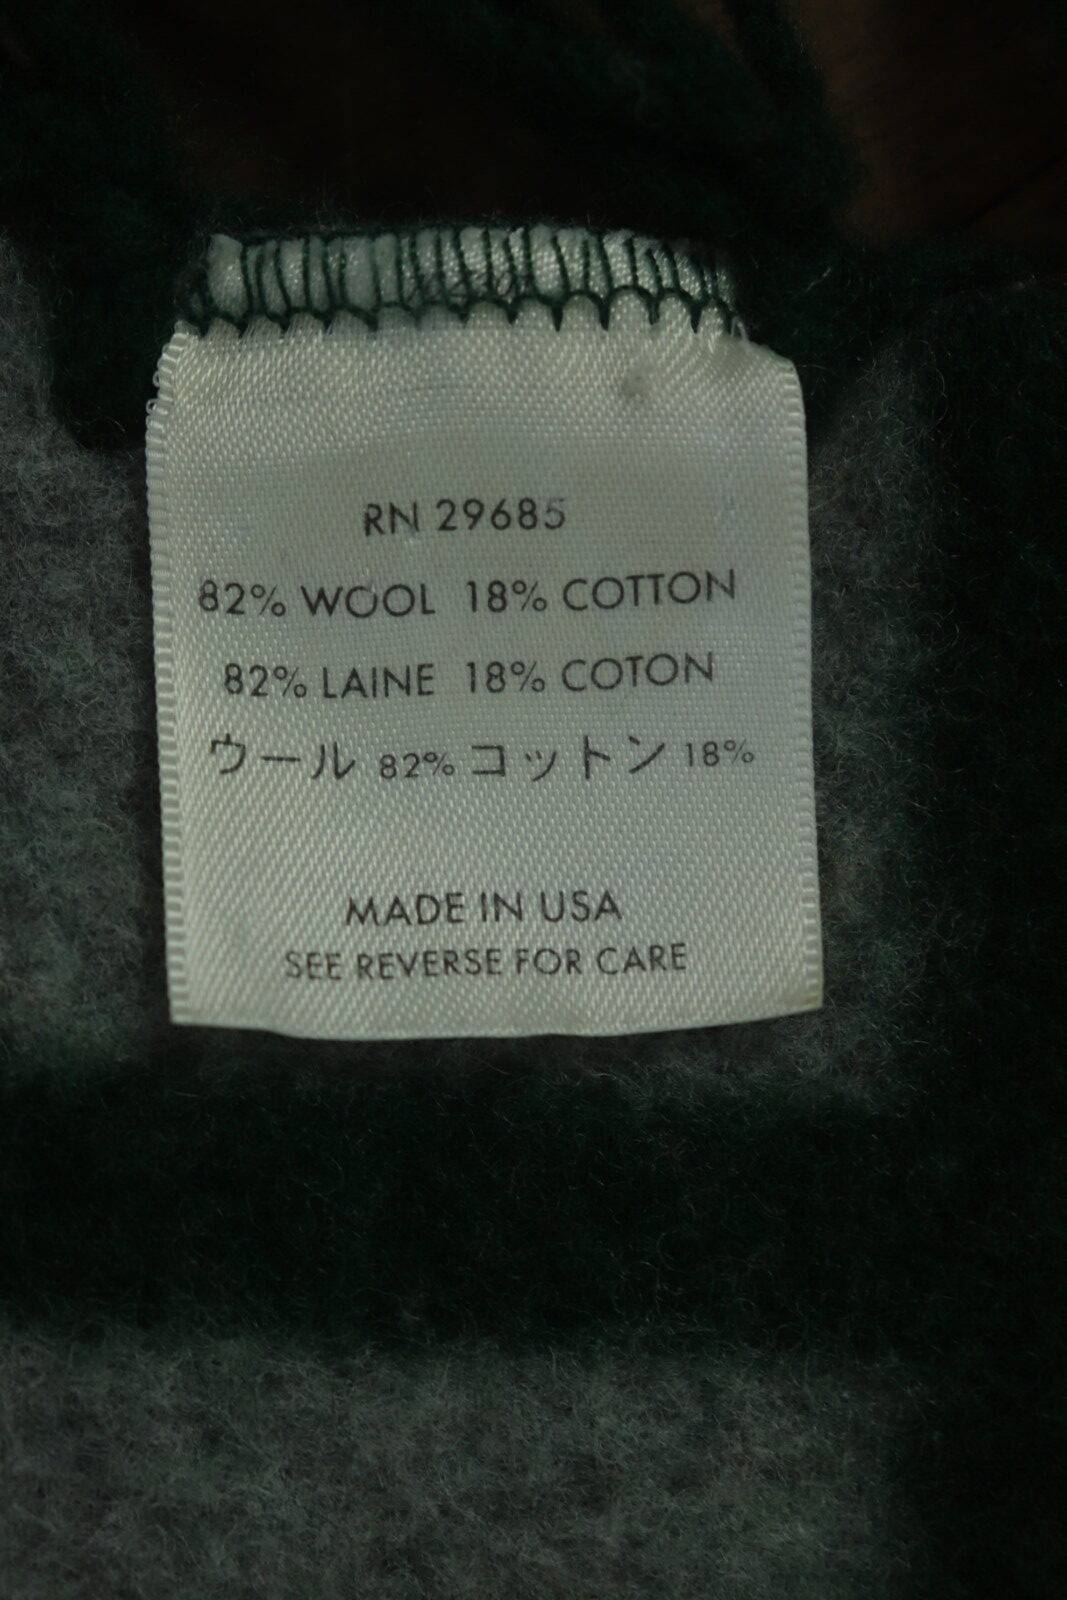 RN 29685
82% WOOL 18% COTTON
82% LAINE 18% COTON
ウール 82% コットン 18%
MADE IN USA
SEE REVERSE FOR CARE